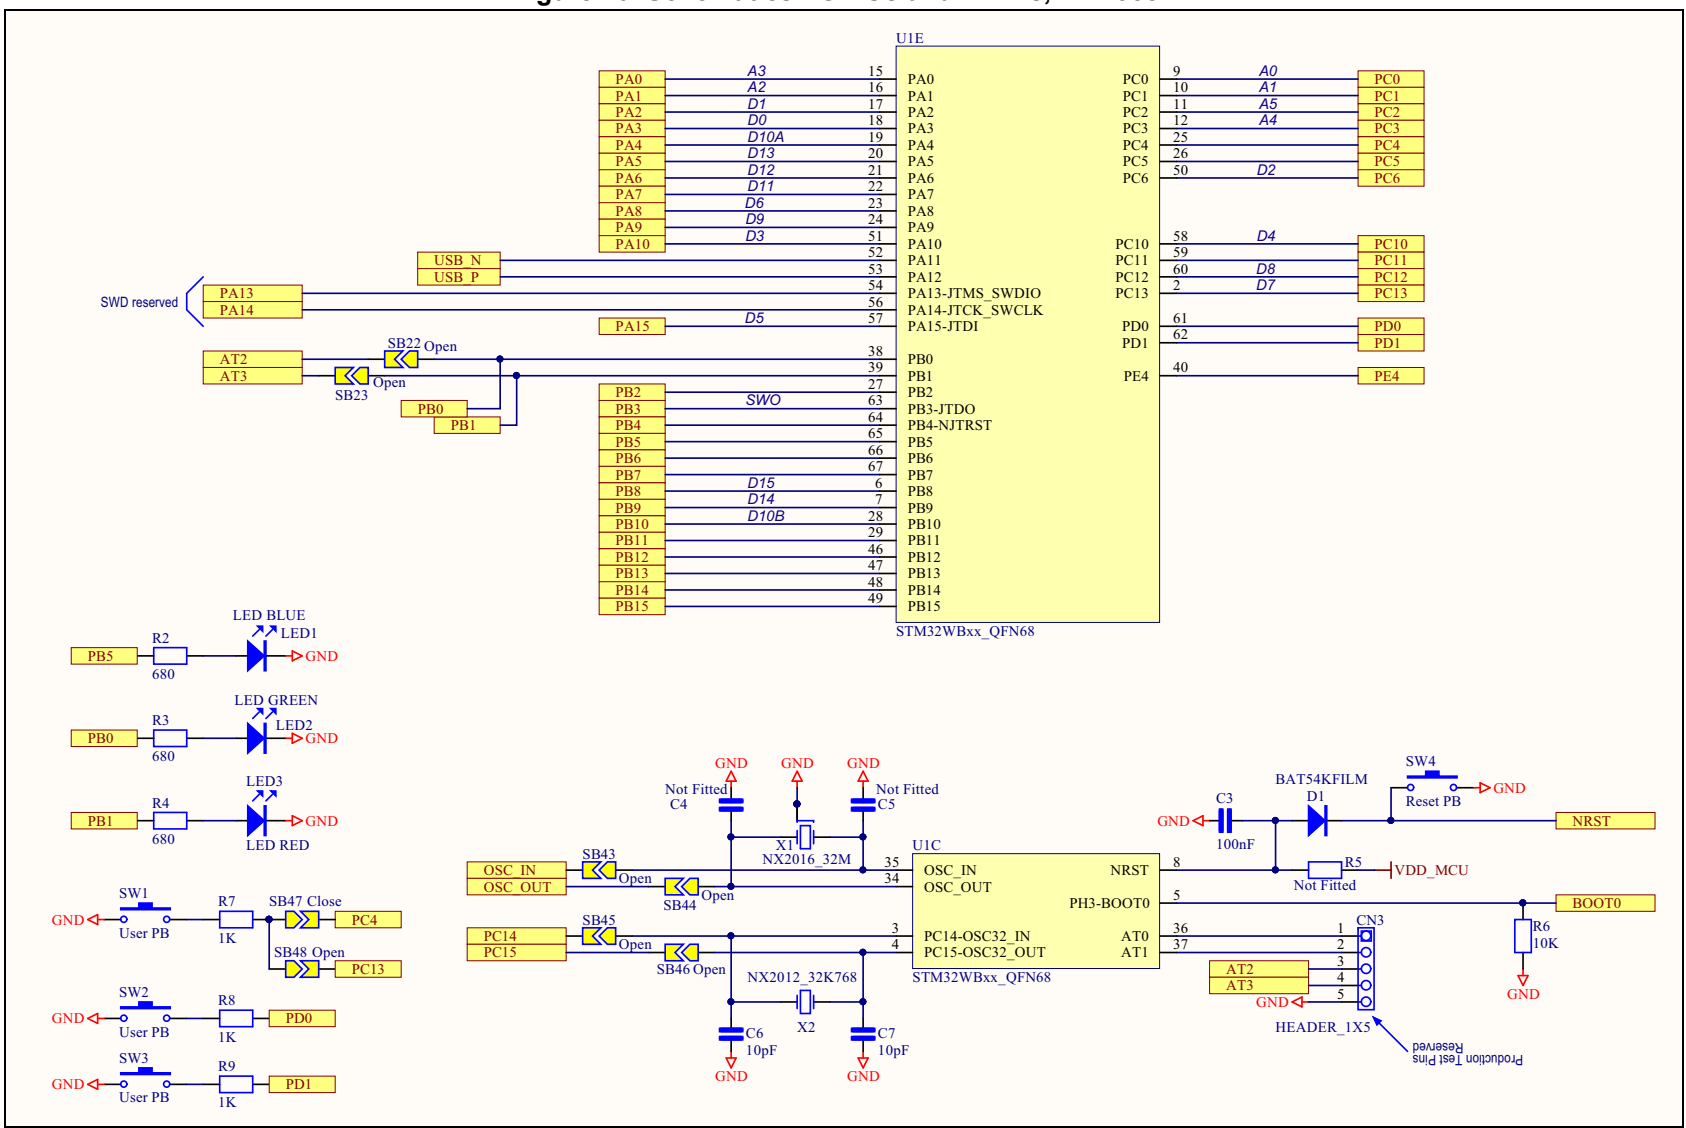 U1E
PA0 A3 15 PA0 PC0 9 A0 PC0
PA1 A2 16 PA1 PC1 10 A1 PC1
PA2 D1 17 PA2 PC2 11 A5 PC2
PA3 D0 18 PA3 PC3 12 A4 PC3
PA4 D10A 19 PA4 PC4 25 PC4
PA5 D13 20 PA5 PC5 26 PC5
PA6 D12 21 PA6 PC6 50 D2 PC6
PA7 D11 22 PA7
PA8 D6 23 PA8
PA9 D9 24 PA9
PA10 D3 51 PA10 PC10 58 D4 PC10
USB_N 52 PA11 PC11 59 PC11
USB_P 53 PA12 PC12 60 D8 PC12
SWD reserved
PA13 54 PA13-JTMS_SWDIO PC13 2 D7 PC13
PA14 56 PA14-JTCK_SWCLK
PA15 D5 57 PA15-JTDI PD0 61 PD0
PD1 62 PD1
AT2 SB22 Open 38 PB0
AT3 SB23 Open 39 PB1 PE4 40 PE4
PB0
PB1
PB2 27 PB2
PB3 SWO 63 PB3-JTDO
PB4 64 PB4-NJTRST
PB5 65 PB5
PB6 66 PB6
PB7 67 PB7
PB8 D15 6 PB8
PB9 D14 7 PB9
PB10 D10B 28 PB10
PB11 29 PB11
PB12 46 PB12
PB13 47 PB13
PB14 48 PB14
PB15 49 PB15
STM32WBxx_QFN68
LED BLUE
R2 LED1
PB5 GND
680
LED GREEN
R3 LED2
PB0 GND
680
LED3
R4
PB1 GND
680 LED RED
SW1 R7 SB47 Close
GND PC4
User PB 1K
SB48 Open
PC13
SW2 R8
GND PD0
User PB 1K
SW3 R9
GND PD1
User PB 1K
GND GND GND
Not Fitted Not Fitted
C4 C5
X1
NX2016_32M
U1C
OSC_IN SB43 Open 35 OSC_IN NRST 8
OSC_OUT SB44 Open 34 OSC_OUT
PH3-BOOT0 5 BOOT0
PC14 SB45 Open 3 PC14-OSC32_IN AT0 36
PC15 SB46 Open 4 PC15-OSC32_OUT AT1 37
STM32WBxx_QFN68
NX2012_32K768
X2
C6 C7
10pF 10pF
GND GND
SW4
BAT54KFILM
GND
C3 D1 Reset PB
GND NRST
100nF
R5 VDD_MCU
Not Fitted
R6
10K
GND
CN3
1
2
AT2 3
AT3 4
GND 5
HEADER_1X5
Production Test Pins
Reserved